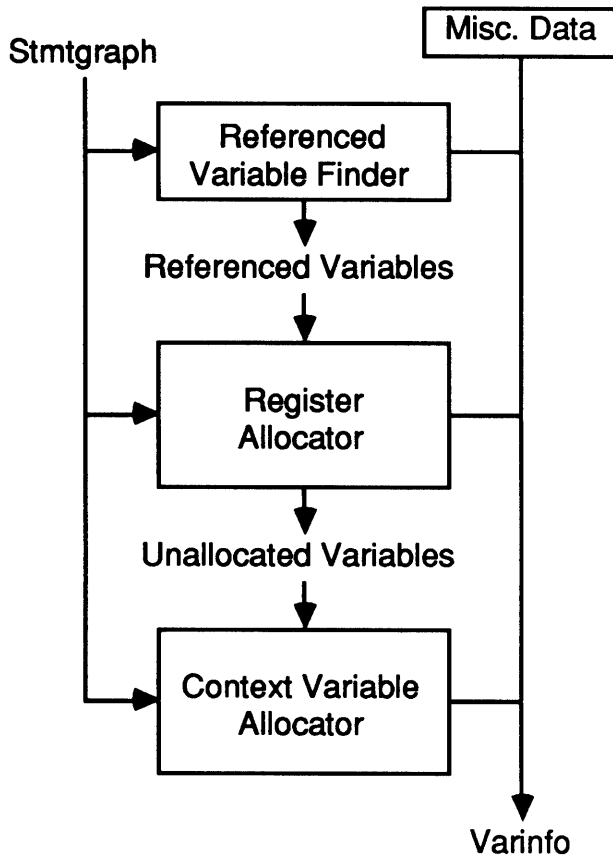 Stmtgraph
Misc. Data
Referenced
Variable Finder
Referenced Variables
Register
Allocator
Unallocated Variables
Context Variable
Allocator
Varinfo